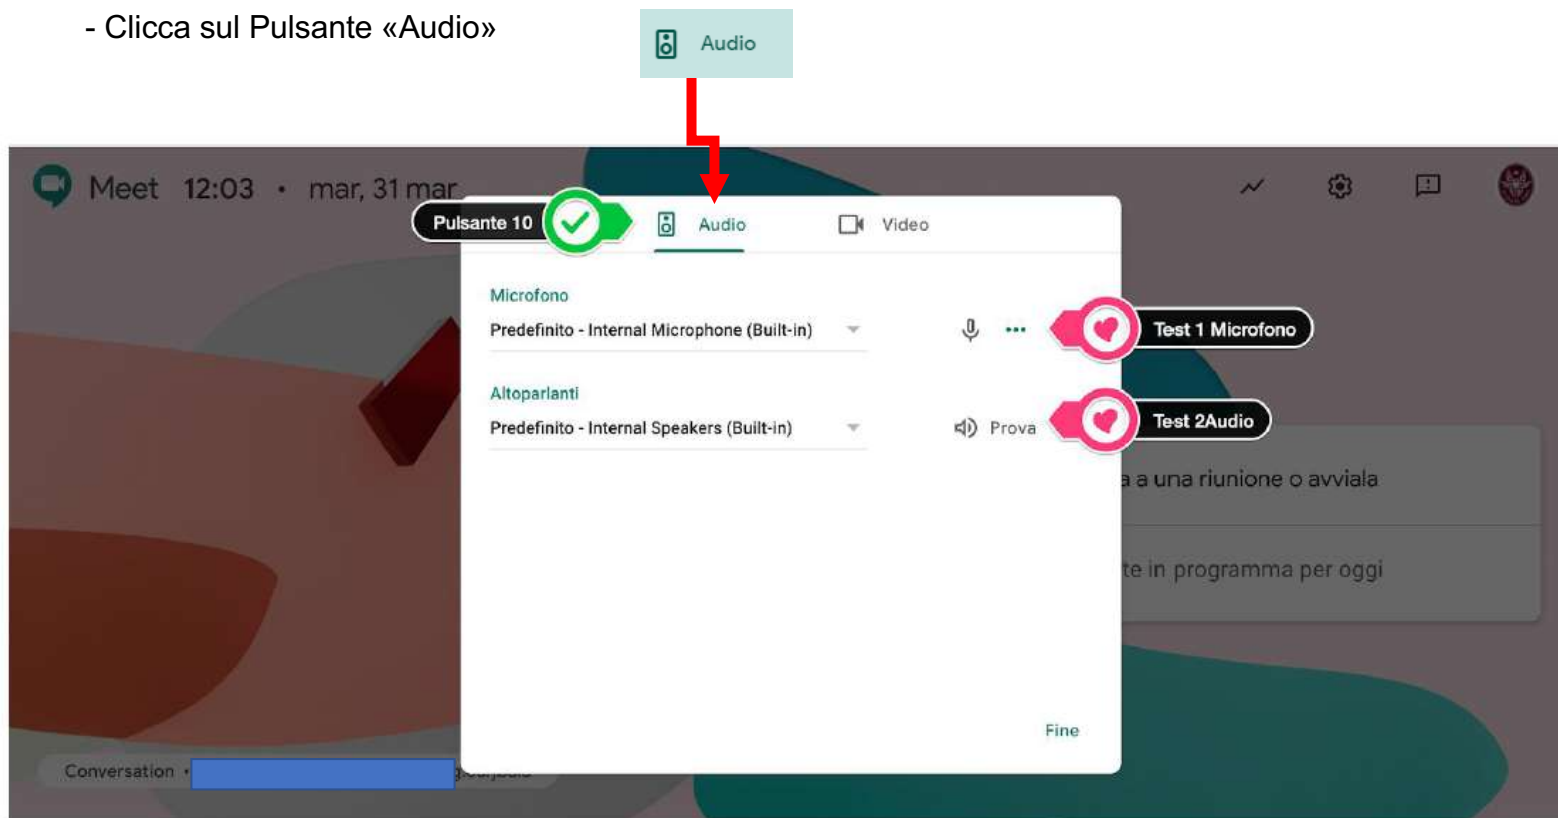 - Clicca sul Pulsante «Audio»
Audio
Meet 12:03 • mar, 31 mar
Pulsante 10
Audio
Video
Microfono
Predefinito - Internal Microphone (Built-in)
Test 1 Microfono
Altoparlanti
Predefinito - Internal Speakers (Built-in)
Prova
Test 2Audio
a a una riunione o avviala
te in programma per oggi
Fine
Conversation •